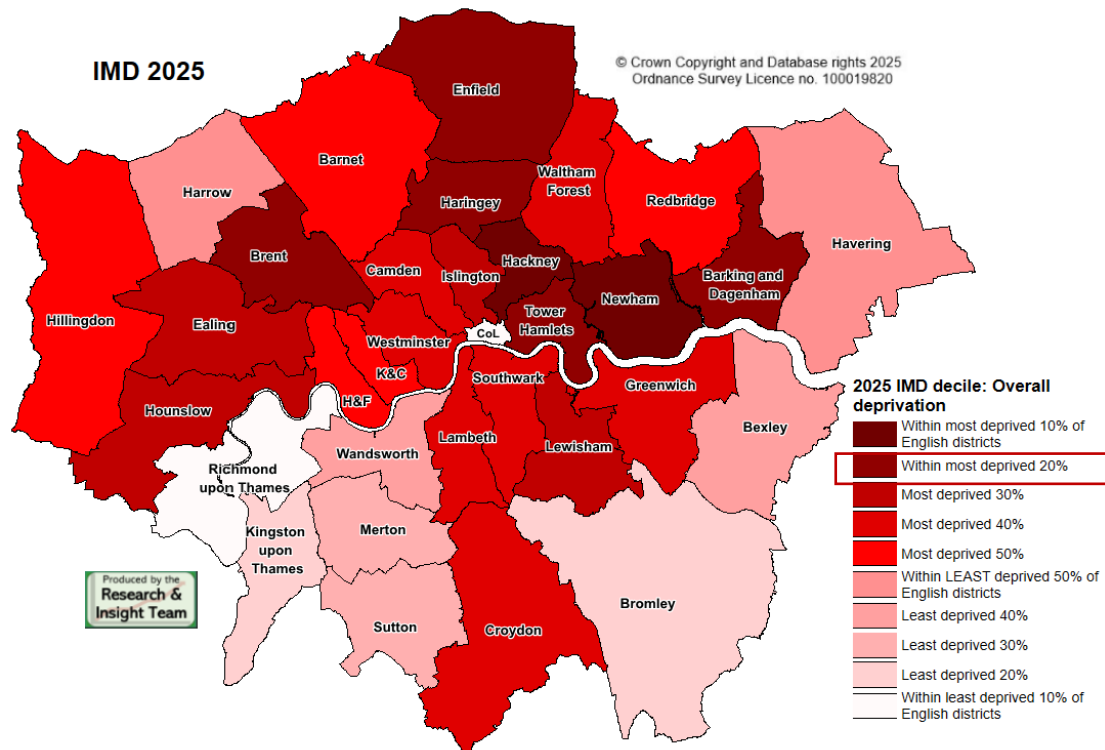 IMD 2025
© Crown Copyright and Database rights 2025
Ordnance Survey Licence no. 100019820
Enfield
Barnet
Waltham
Forest
Harrow
Haringey
Redbridge
Havering
Brent
Hackney
Camden
Islington
Barking and
Dagenham
Newham
Hillingdon
Ealing
Tower
Hamlets
CoL
Westminster
K&C
Southwark
Greenwich
H&F
Hounslow
Bexley
Lambeth
Lewisham
Wandsworth
Richmond
upon Thames
Merton
Kingston
upon
Thames
Sutton
Croydon
Bromley
Produced by the
Research &
Insight Team
2025 IMD decile: Overall
deprivation
Within most deprived 10% of
English districts
Within most deprived 20%
Most deprived 30%
Most deprived 40%
Most deprived 50%
Within LEAST deprived 50% of
English districts
Least deprived 40%
Least deprived 30%
Least deprived 20%
Within least deprived 10% of
English districts